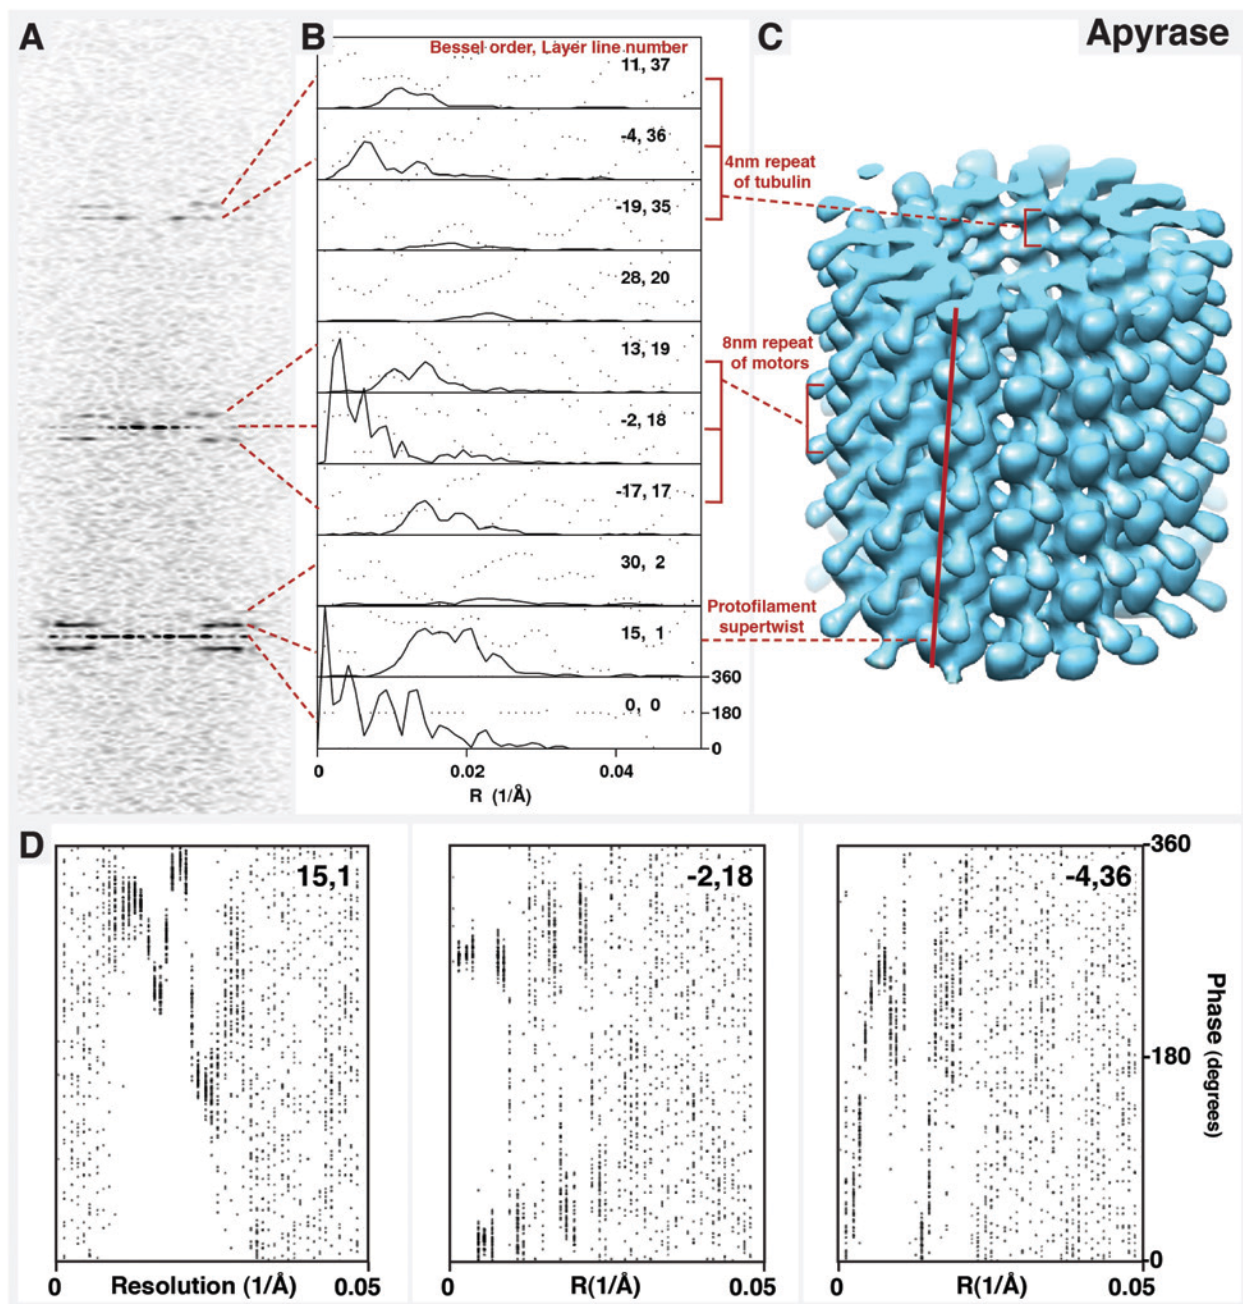 A
B
C
Apyrase
Bessel order, Layer line number
11, 37
-4, 36
-19, 35
28, 20
13, 19
-2, 18
-17, 17
30, 2
15, 1
0, 0
360
180
0
0
0.02
0.04
R (1/Å)
4nm repeat
of tubulin
8nm repeat
of motors
Protofilament
supertwist
D
15,1
-2,18
-4,36
360
180
0
Phase (degrees)
0
Resolution (1/Å)
0.05
0
R(1/Å)
0.05
0
R(1/Å)
0.05